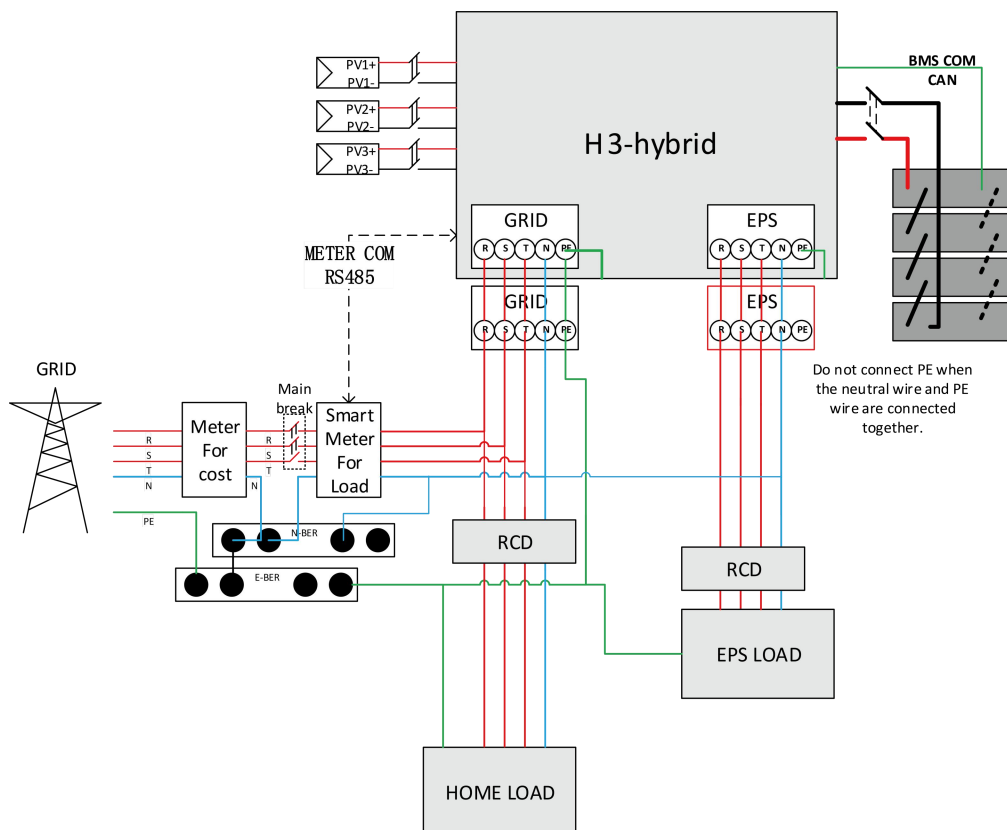 PV1+
PV1-
PV2+
PV2-
PV3+
PV3-
H3-hybrid
BMS COM
CAN
METER COM
RS485
GRID
R S T N PE
EPS
R S T N PE
GRID
R S T N PE
EPS
R S T N PE
Do not connect PE when
the neutral wire and PE
wire are connected
together.
GRID
R
S
T
N
PE
Meter
For
cost
Main
break
R
S
T
N
Smart
Meter
For
Load
N-BER
E-BER
RCD
RCD
EPS LOAD
HOME LOAD